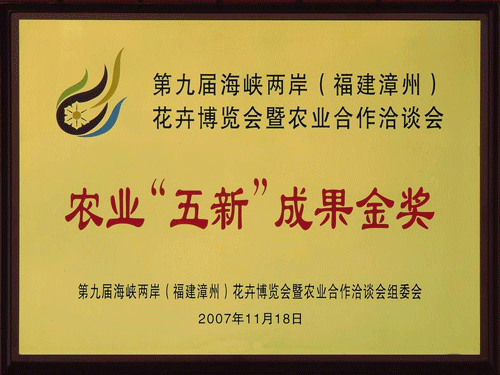 第九届海峡两岸（福建漳州）
花卉博览会暨农业合作洽谈会
农业“五新”成果金奖
第九届海峡两岸（福建漳州）花卉博览会暨农业合作洽谈会组委会
2007年11月18日